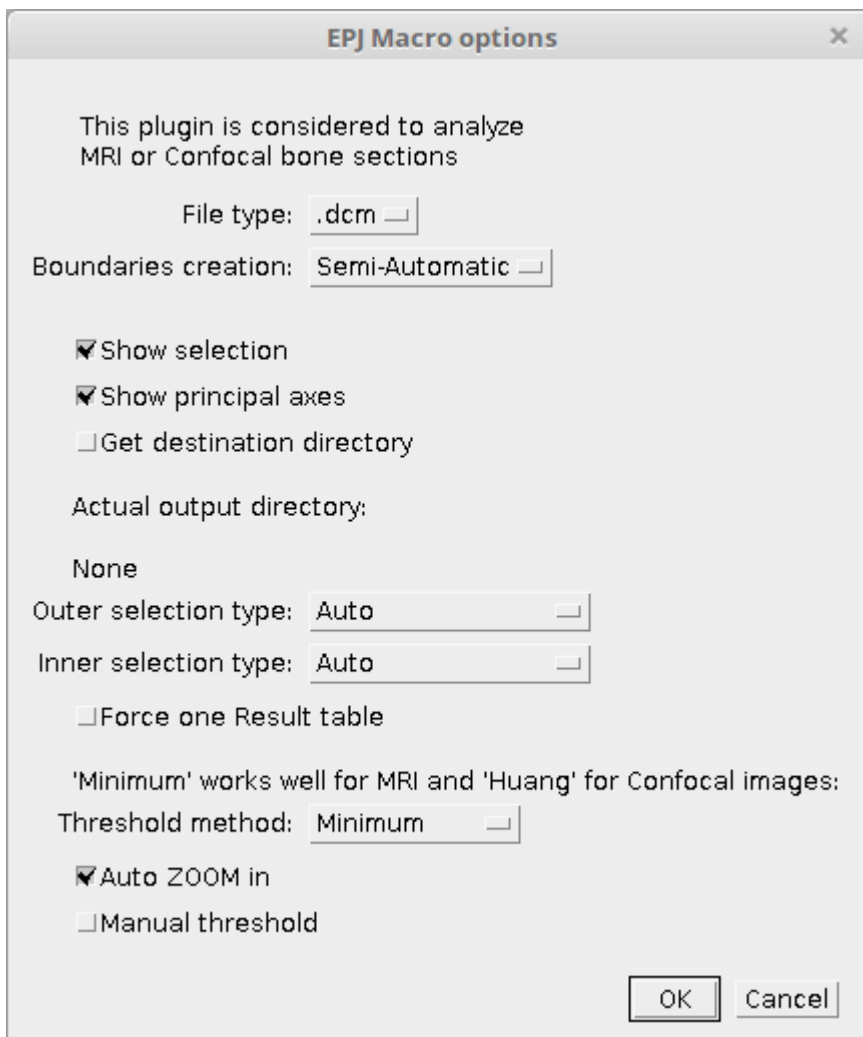 EPJ Macro options
This plugin is considered to analyze
MRI or Confocal bone sections
File type: .dcm
Boundaries creation: Semi-Automatic
Show selection
Show principal axes
Get destination directory
Actual output directory:
None
Outer selection type: Auto
Inner selection type: Auto
Force one Result table
'Minimum' works well for MRI and 'Huang' for Confocal images:
Threshold method: Minimum
Auto ZOOM in
Manual threshold
OK Cancel